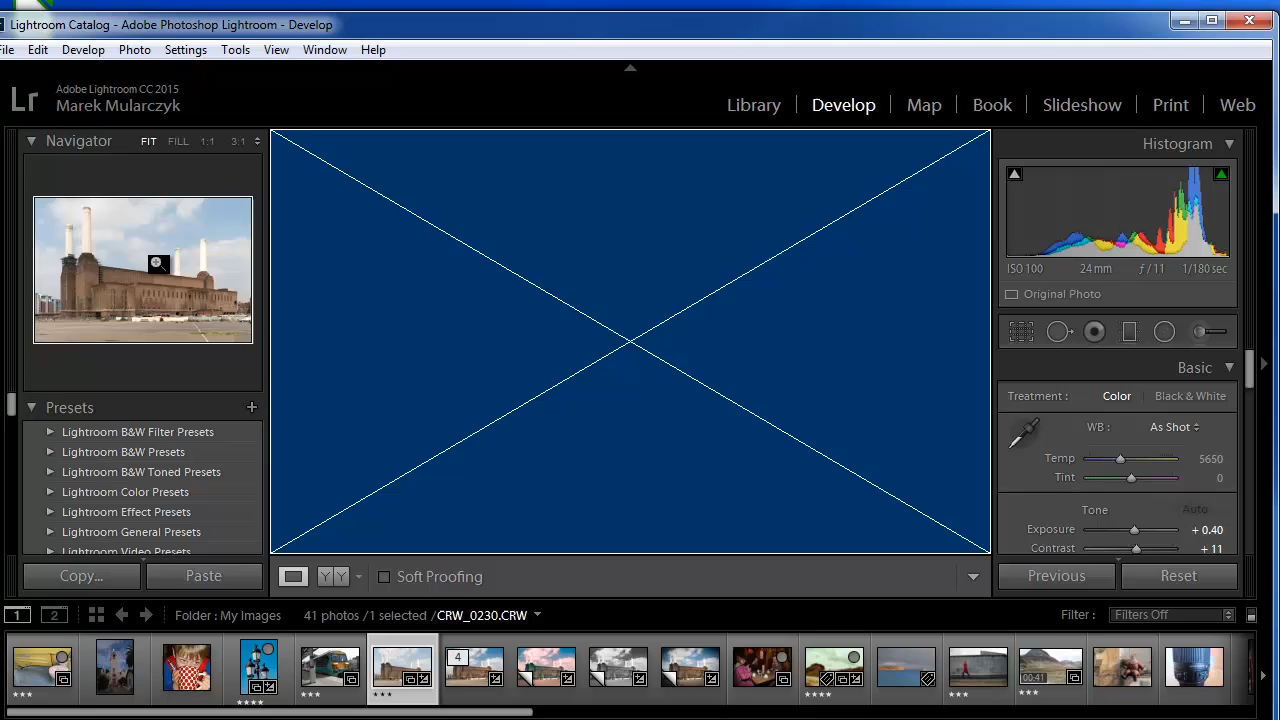 Lightroom Catalog - Adobe Photoshop Lightroom - Develop
File Edit Develop Photo Settings Tools View Window Help
Lr
Adobe Lightroom CC 2015
Marek Mularczyk
Library Develop Map Book Slideshow Print Web
Navigator FIT FILL 1:1 3:1
Histogram
ISO 100 24 mm ƒ / 11 1/180 sec
Original Photo
Basic
Treatment : Color Black & White
WB : As Shot
Temp 5650
Tint 0
Tone Auto
Exposure + 0.40
Contrast + 11
Presets +
Lightroom B&W Filter Presets
Lightroom B&W Presets
Lightroom B&W Toned Presets
Lightroom Color Presets
Lightroom Effect Presets
Lightroom General Presets
Lightroom Video Presets
Copy... Paste
Y Y
Soft Proofing
Previous Reset
1 2 Folder : My Images 41 photos / 1 selected / CRW_0230.CRW Filter : Filters Off
4
00:41